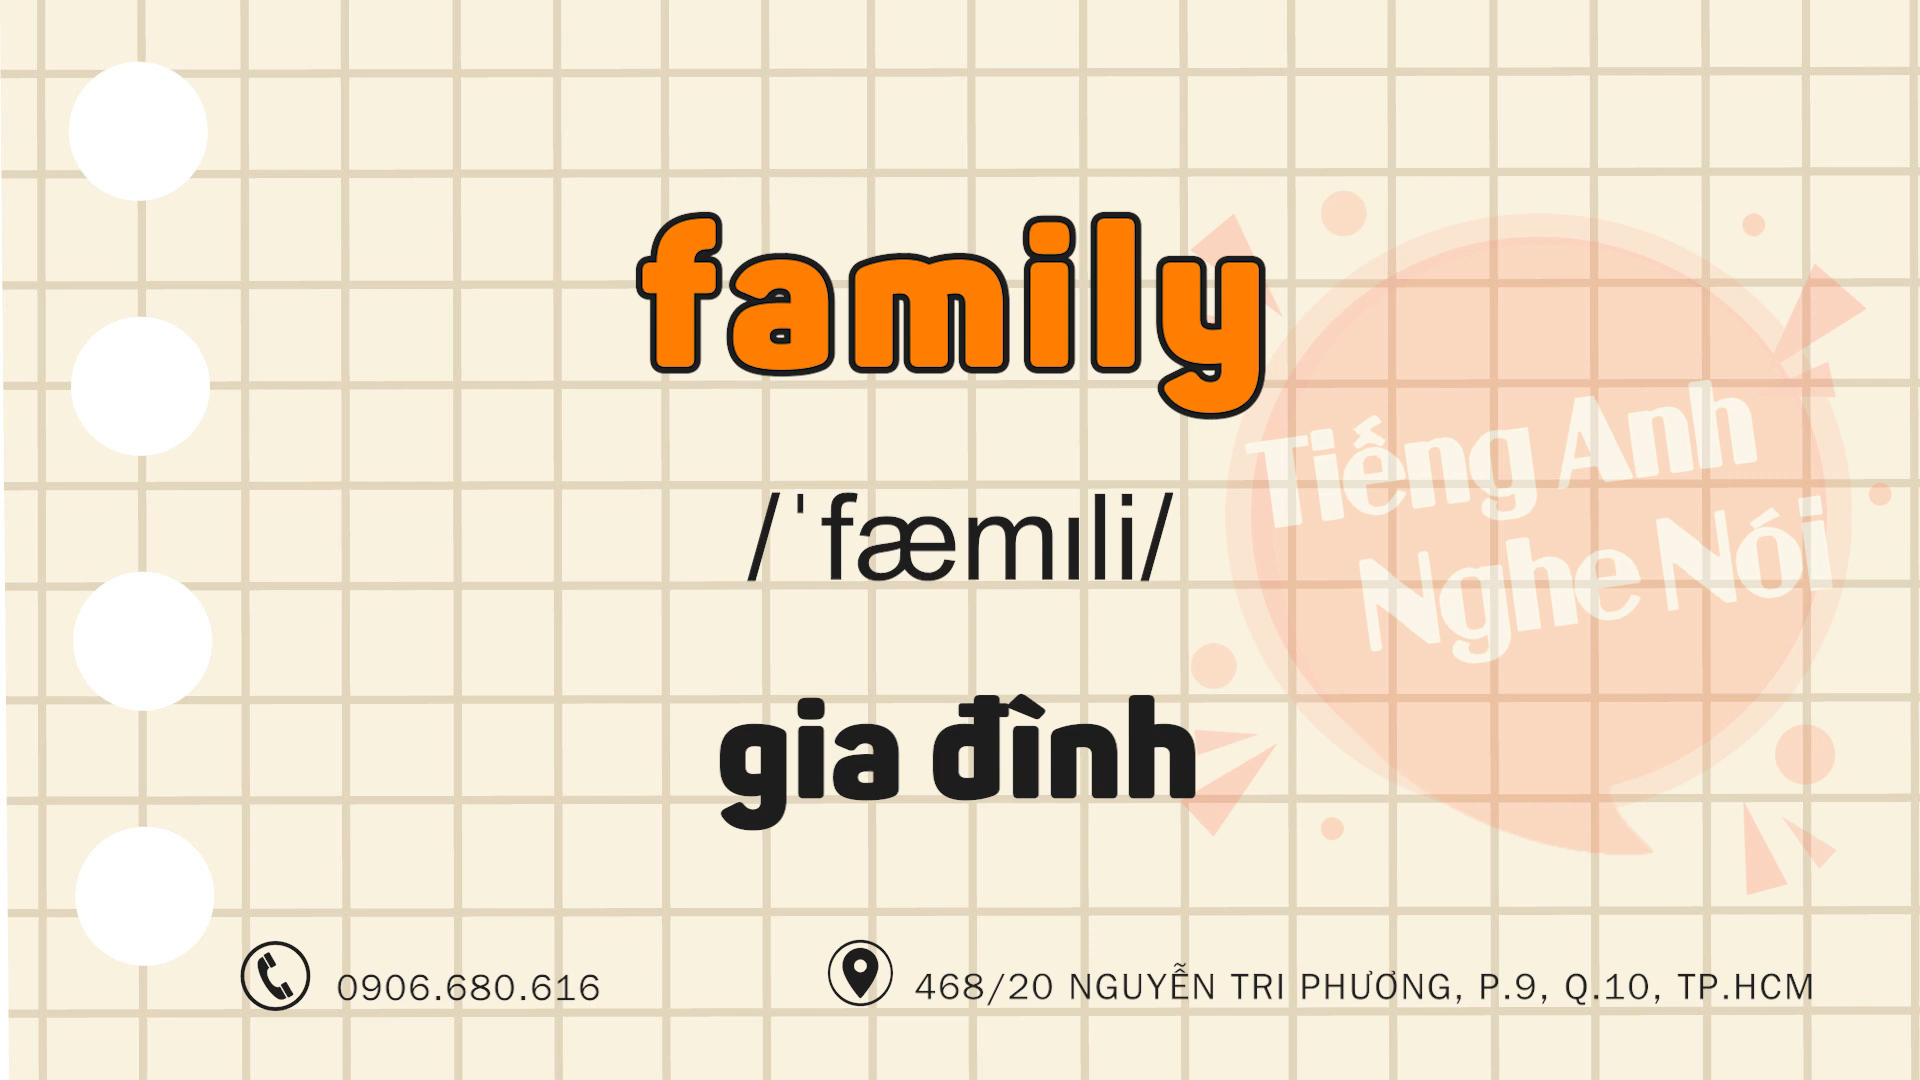 family
/ˈfæmɪli/
gia đình
Tiếng Anh
Nghe Nói
0906.680.616
468/20 NGUYỄN TRI PHƯƠNG, P.9, Q.10, TP.HCM